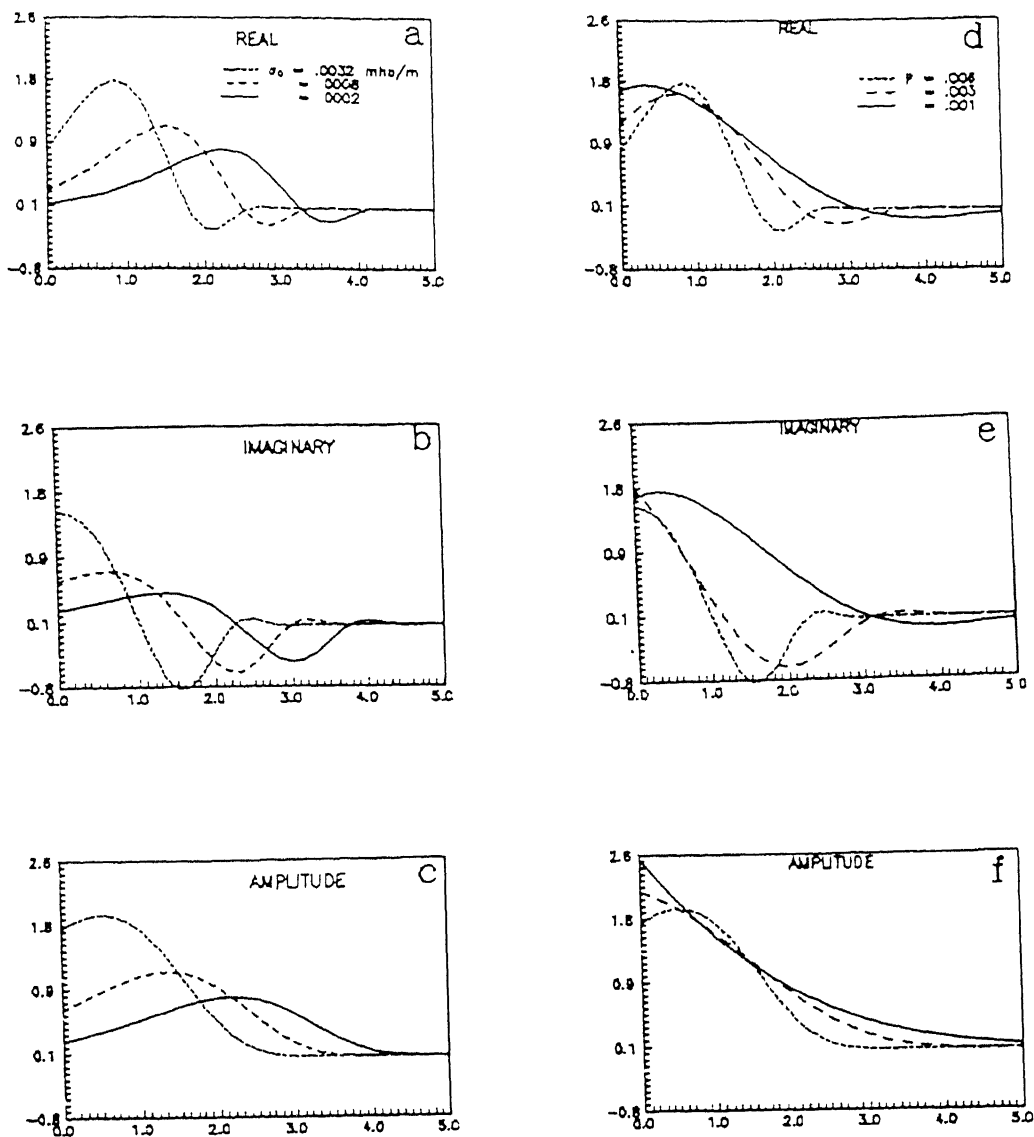 a
REAL
σ₀ = .0032 mho/m
.0008
= .0002
2.6
1.8
0.9
0.1
-0.8
0.0 1.0 2.0 3.0 4.0 5.0
d
REAL
P = .006
= .003
= .001
2.6
1.8
0.9
0.1
-0.8
0.0 1.0 2.0 3.0 4.0 5.0
b
IMAGINARY
2.6
1.8
0.9
0.1
-0.8
0.0 1.0 2.0 3.0 4.0 5.0
e
IMAGINARY
2.6
1.8
0.9
0.1
-0.8
0.0 1.0 2.0 3.0 4.0 5.0
c
AMPLITUDE
2.6
1.8
0.9
0.1
-0.8
0.0 1.0 2.0 3.0 4.0 5.0
f
AMPLITUDE
2.6
1.8
0.9
0.1
-0.8
0.0 1.0 2.0 3.0 4.0 5.0